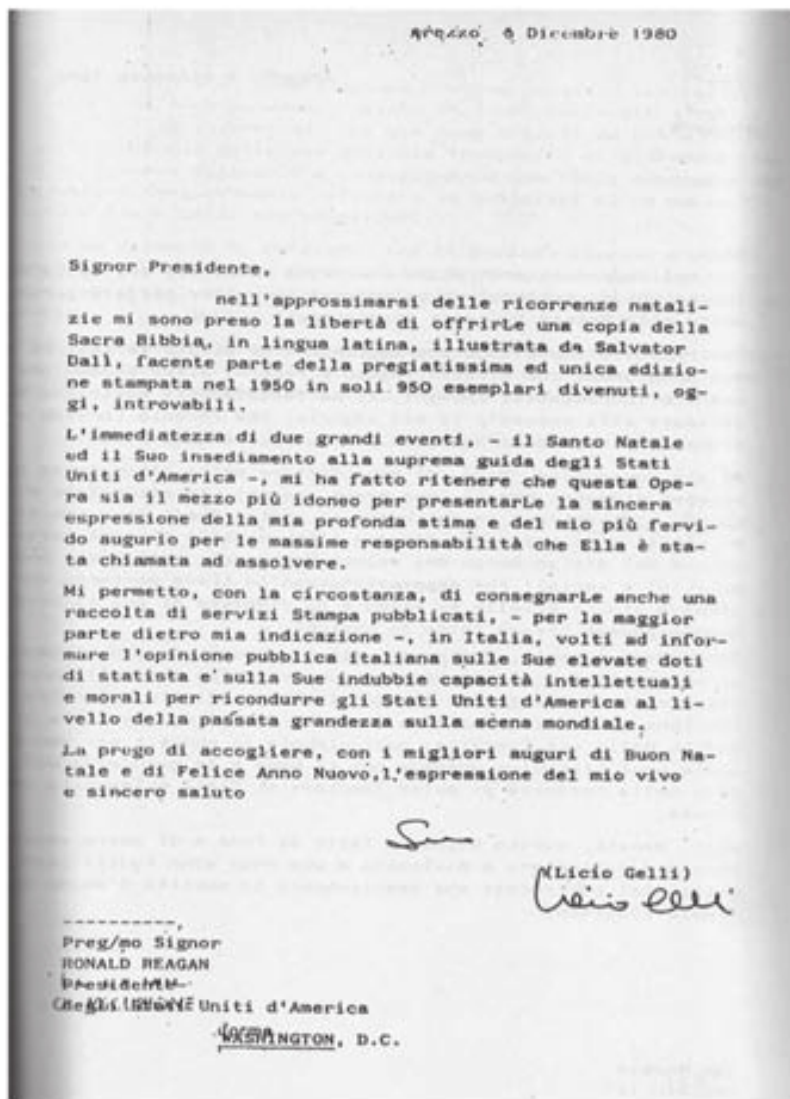 Arezzo, 8 Dicembre 1980
Signor Presidente,
nell'approssimarsi delle ricorrenze natali-
zie mi sono preso la libertà di offrirLe una copia della
Sacra Bibbia, in lingua latina, illustrata da Salvator
Dalì, facente parte della pregiatissima ed unica edizio-
ne stampata nel 1950 in soli 950 esemplari divenuti, og-
gi, introvabili.
L'immediatezza di due grandi eventi, - il Santo Natale
ed il Suo insediamento alla suprema guida degli Stati
Uniti d'America -, mi ha fatto ritenere che questa Ope-
ra sia il mezzo più idoneo per presentarLe la sincera
espressione della mia profonda stima e del mio più fervi-
do augurio per le massime responsabilità che Ella è sta-
ta chiamata ad assolvere.
Mi permetto, con la circostanza, di consegnarLe anche una
raccolta di servizi Stampa pubblicati, - per la maggior
parte dietro mia indicazione -, in Italia, volti ad infor-
mare l'opinione pubblica italiana sulle Sue elevate doti
di statista e sulla Sue indubbie capacità intellettuali
e morali per ricondurre gli Stati Uniti d'America al li-
vello della passata grandezza sulla scena mondiale.
La prego di accogliere, con i migliori auguri di Buon Na-
tale e di Felice Anno Nuovo,l'espressione del mio vivo
e sincero saluto
(Licio Gelli)
Licio Gelli
----------,
Preg/mo Signor
RONALD REAGAN
Presidente
degli Stati Uniti d'America
WASHINGTON, D.C.